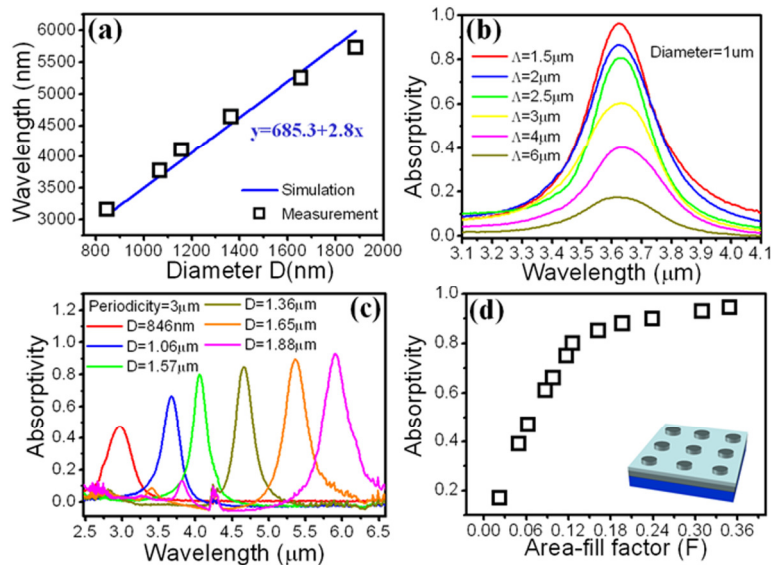 (a)
6000
5500
5000
4500
4000
3500
3000
Wavelength (nm)
y=685.3+2.8x
Simulation
Measurement
800 1000 1200 1400 1600 1800 2000
Diameter D(nm)
(b)
1.0
0.8
0.6
0.4
0.2
0.0
Absorptivity
Diameter=1um
Λ=1.5μm
Λ=2μm
Λ=2.5μm
Λ=3μm
Λ=4μm
Λ=6μm
3.1 3.2 3.3 3.4 3.5 3.6 3.7 3.8 3.9 4.0 4.1
Wavelength (μm)
(c)
1.2
1.0
0.8
0.6
0.4
0.2
0.0
Absorptivity
Periodicity=3μm
D=846nm
D=1.06μm
D=1.57μm
D=1.36μm
D=1.65μm
D=1.88μm
2.5 3.0 3.5 4.0 4.5 5.0 5.5 6.0 6.5
Wavelength (μm)
(d)
1.0
0.8
0.6
0.4
0.2
Absorptivity
0.00 0.06 0.12 0.18 0.24 0.30 0.36
Area-fill factor (F)